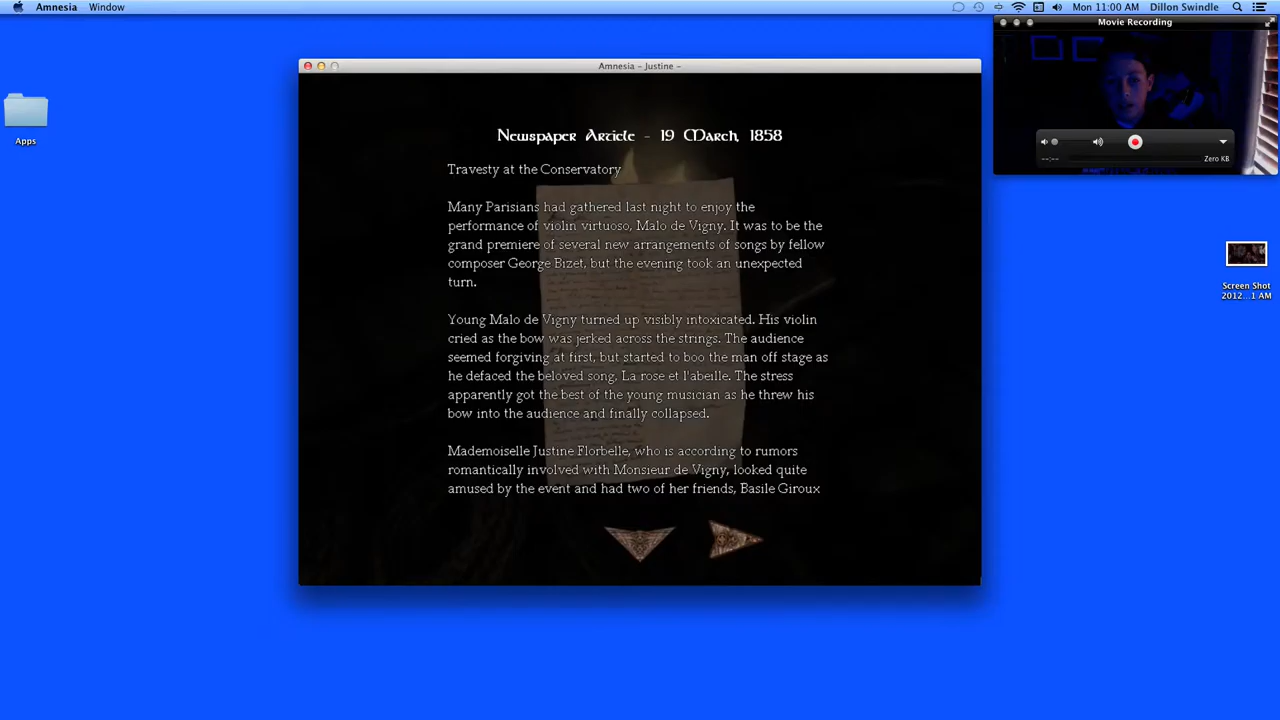 Amnesia Window
Mon 11:00 AM Dillon Swindle
Movie Recording
--:-- Zero KB
Apps
Screen Shot
2012...1 AM
Amnesia – Justine –
Newspaper Article - 19 March, 1858
Travesty at the Conservatory
Many Parisians had gathered last night to enjoy the
performance of violin virtuoso, Malo de Vigny. It was to be the
grand premiere of several new arrangements of songs by fellow
composer George Bizet, but the evening took an unexpected
turn.
Young Malo de Vigny turned up visibly intoxicated. His violin
cried as the bow was jerked across the strings. The audience
seemed forgiving at first, but started to boo the man off stage as
he defaced the beloved song, La rose et l'abeille. The stress
apparently got the best of the young musician as he threw his
bow into the audience and finally collapsed.
Mademoiselle Justine Florbelle, who is according to rumors
romantically involved with Monsieur de Vigny, looked quite
amused by the event and had two of her friends, Basile Giroux